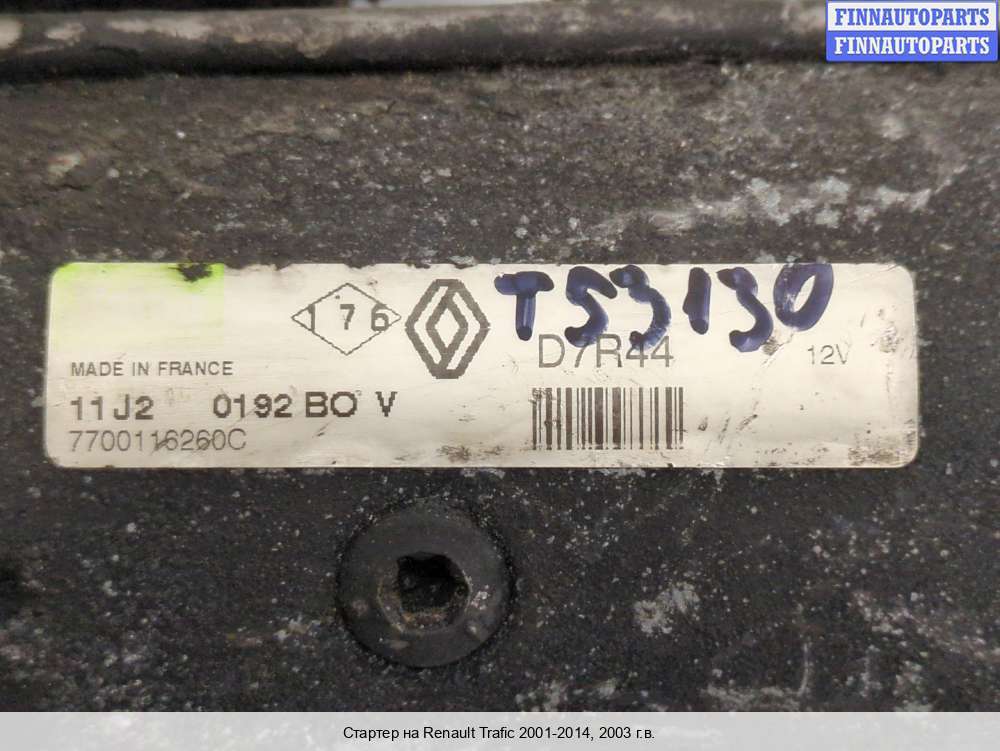 FINNAUTOPARTS
FINNAUTOPARTS
176
T53130
D7R44
12V
MADE IN FRANCE
11J2 0192 BO V
7700116260C
Стартер на Renault Trafic 2001-2014, 2003 г.в.